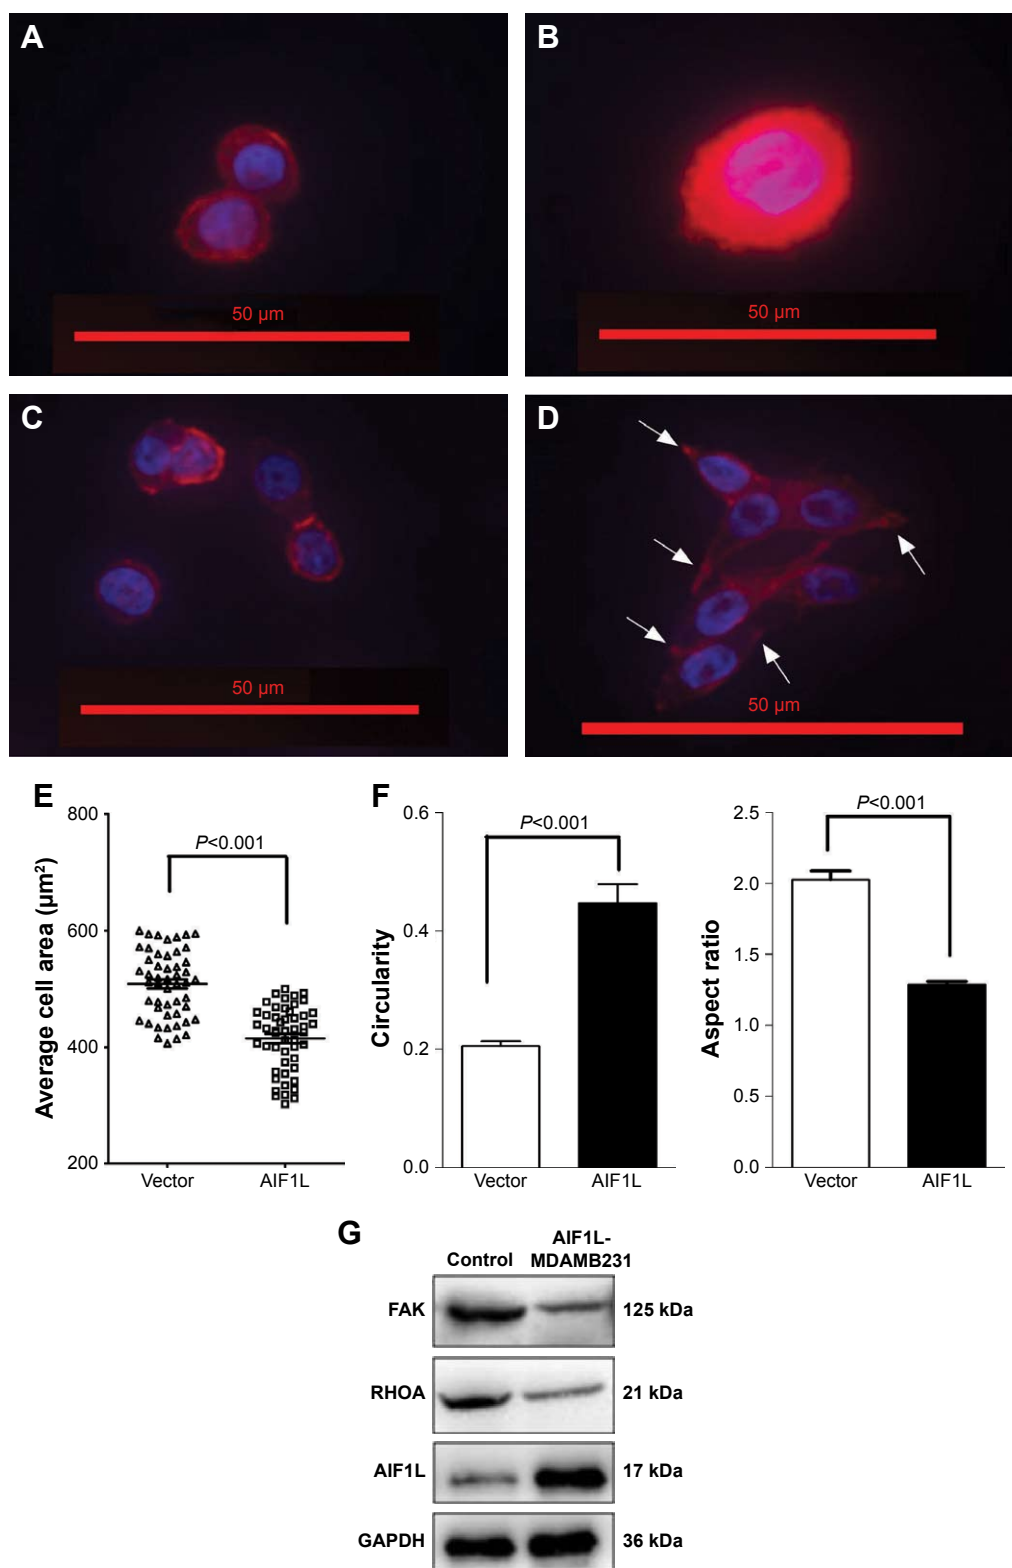 A
50 µm
B
50 µm
C
50 µm
D
50 µm
E
800
600
400
200
Average cell area (µm²)
P<0.001
Vector AIF1L
F
0.6
0.4
0.2
0.0
Circularity
P<0.001
Vector AIF1L
2.5
2.0
1.5
1.0
0.5
0.0
Aspect ratio
P<0.001
Vector AIF1L
G
Control
AIF1L-
MDAMB231
FAK 125 kDa
RHOA 21 kDa
AIF1L 17 kDa
GAPDH 36 kDa